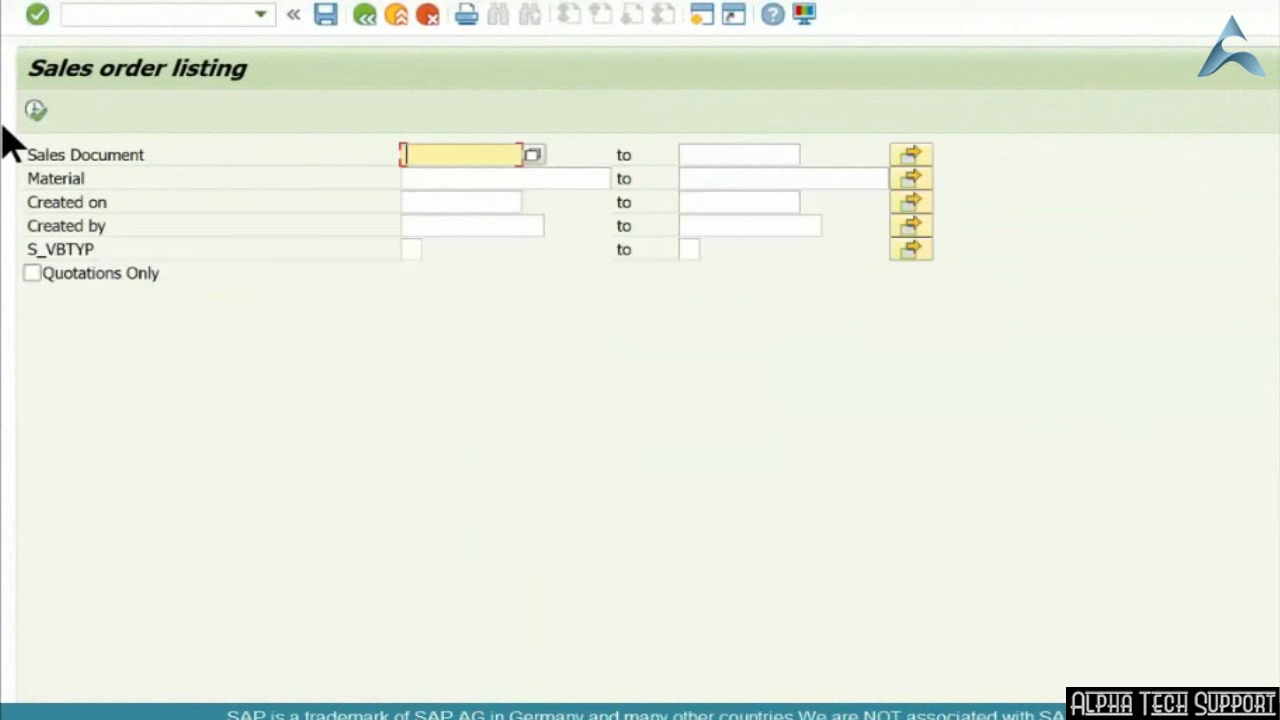 Sales order listing
Sales Document to
Material to
Created on to
Created by to
S_VBTYP to
Quotations Only
SAP is a trademark of SAP AG in Germany and many other countries.We are NOT associated with SA
ALPHA TECH SUPPORT